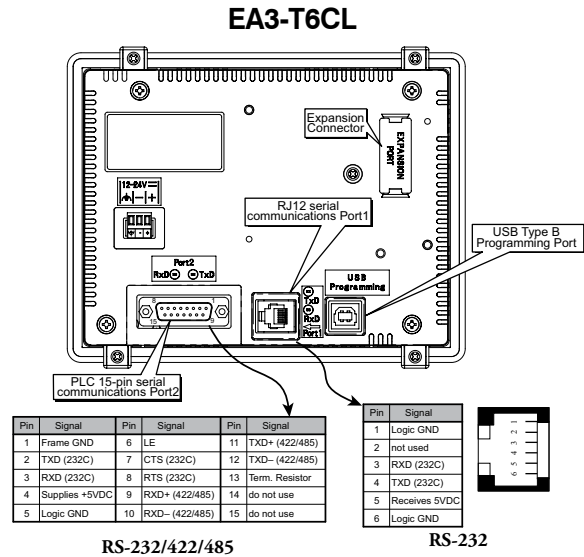 EA3-T6CL
Expansion
Connector
EXPANSION
PORT
12-24V
RJ12 serial
communications Port1
USB Type B
Programming Port
Port2
RxD TxD
USB
Programming
TxD
RxD
Port1
8 1
15 9
PLC 15-pin serial
communications Port2
Pin Signal Pin Signal Pin Signal
1 Frame GND 6 LE 11 TXD+ (422/485)
2 TXD (232C) 7 CTS (232C) 12 TXD– (422/485)
3 RXD (232C) 8 RTS (232C) 13 Term. Resistor
4 Supplies +5VDC 9 RXD+ (422/485) 14 do not use
5 Logic GND 10 RXD– (422/485) 15 do not use
RS-232/422/485
Pin Signal
1 Logic GND
2 not used
3 RXD (232C)
4 TXD (232C)
5 Receives 5VDC
6 Logic GND
1
2
3
4
5
6
RS-232